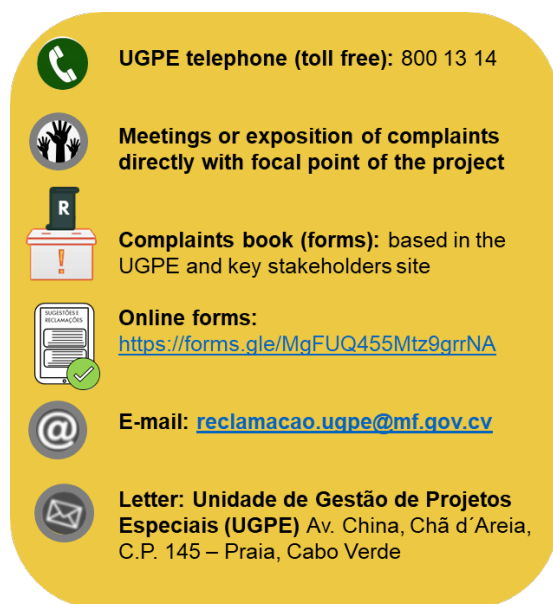 UGPE telephone (toll free): 800 13 14
Meetings or exposition of complaints
directly with focal point of the project
R
!
Complaints book (forms): based in the
UGPE and key stakeholders site
SUGESTÕES E
RECLAMAÇÕES
Online forms:
https://forms.gle/MgFUQ455Mtz9grrNA
@
E-mail: reclamacao.ugpe@mf.gov.cv
Letter: Unidade de Gestão de Projetos
Especiais (UGPE) Av. China, Chã d´Areia,
C.P. 145 – Praia, Cabo Verde